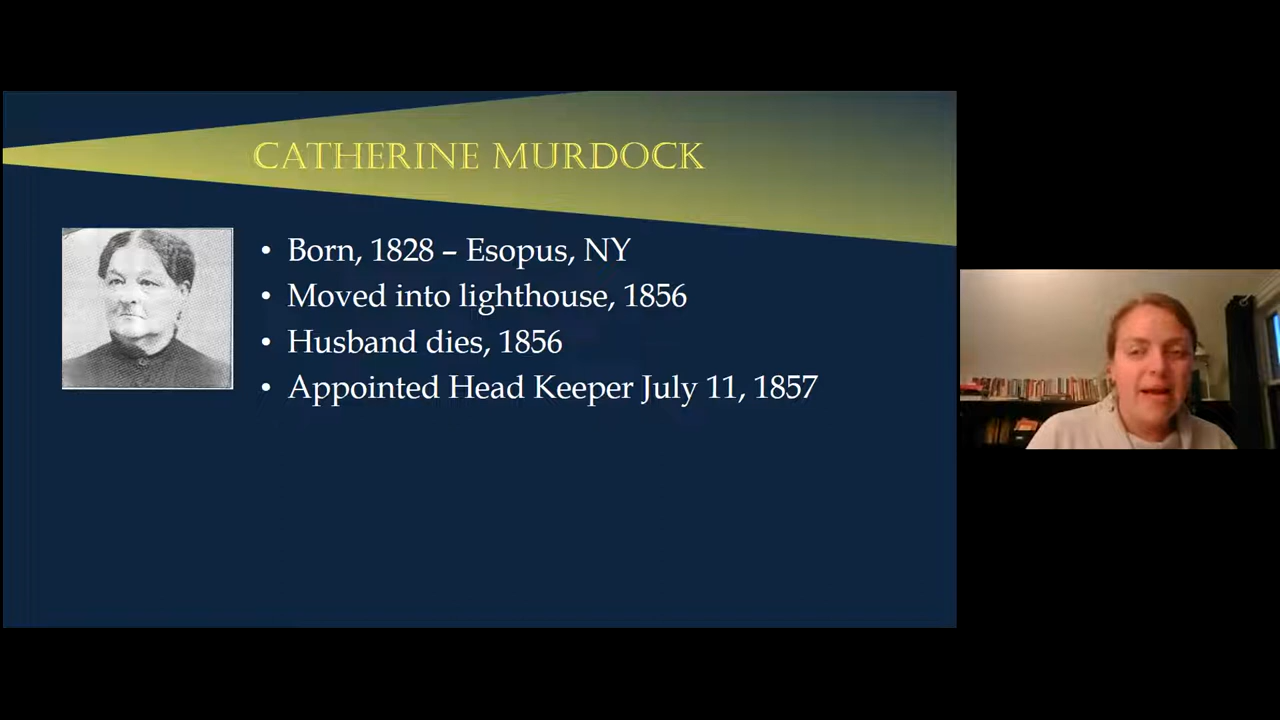 CATHERINE MURDOCK
• Born, 1828 – Esopus, NY
• Moved into lighthouse, 1856
• Husband dies, 1856
• Appointed Head Keeper July 11, 1857